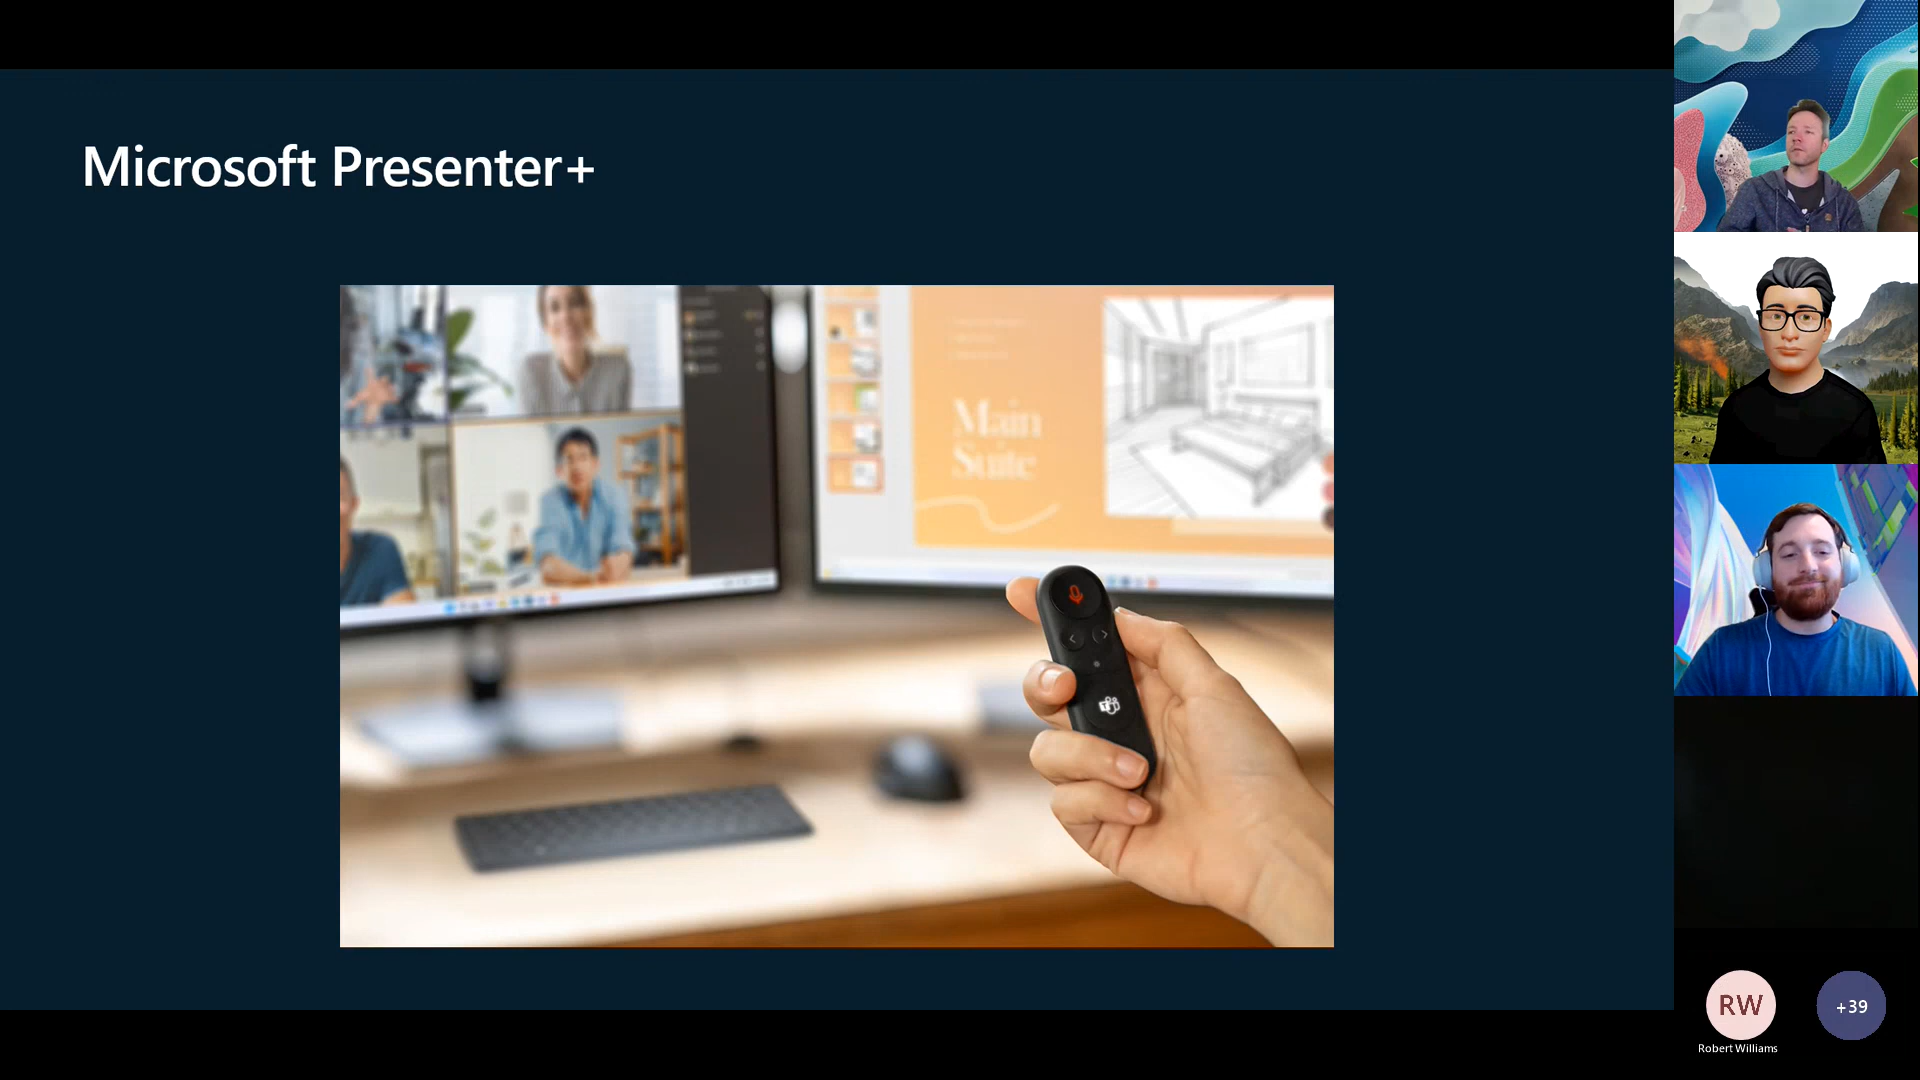 Microsoft Presenter+
Main
Suite
RW
+39
Robert Williams